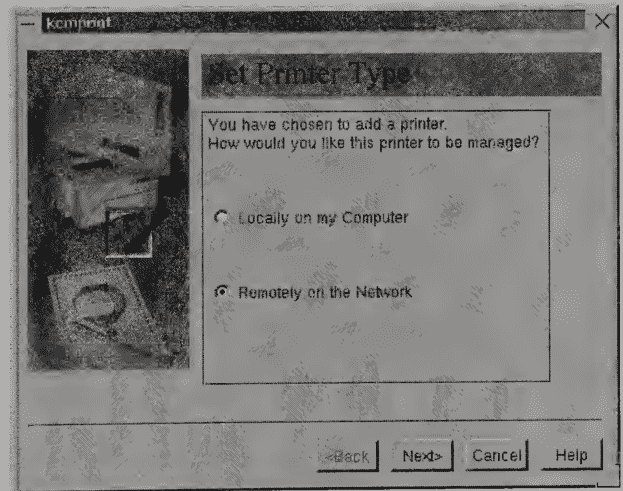 kcmprint
Set Printer Type
You have chosen to add a printer.
How would you like this printer to be managed?
Locally on my Computer
Remotely on the Network
<Back
Next>
Cancel
Help